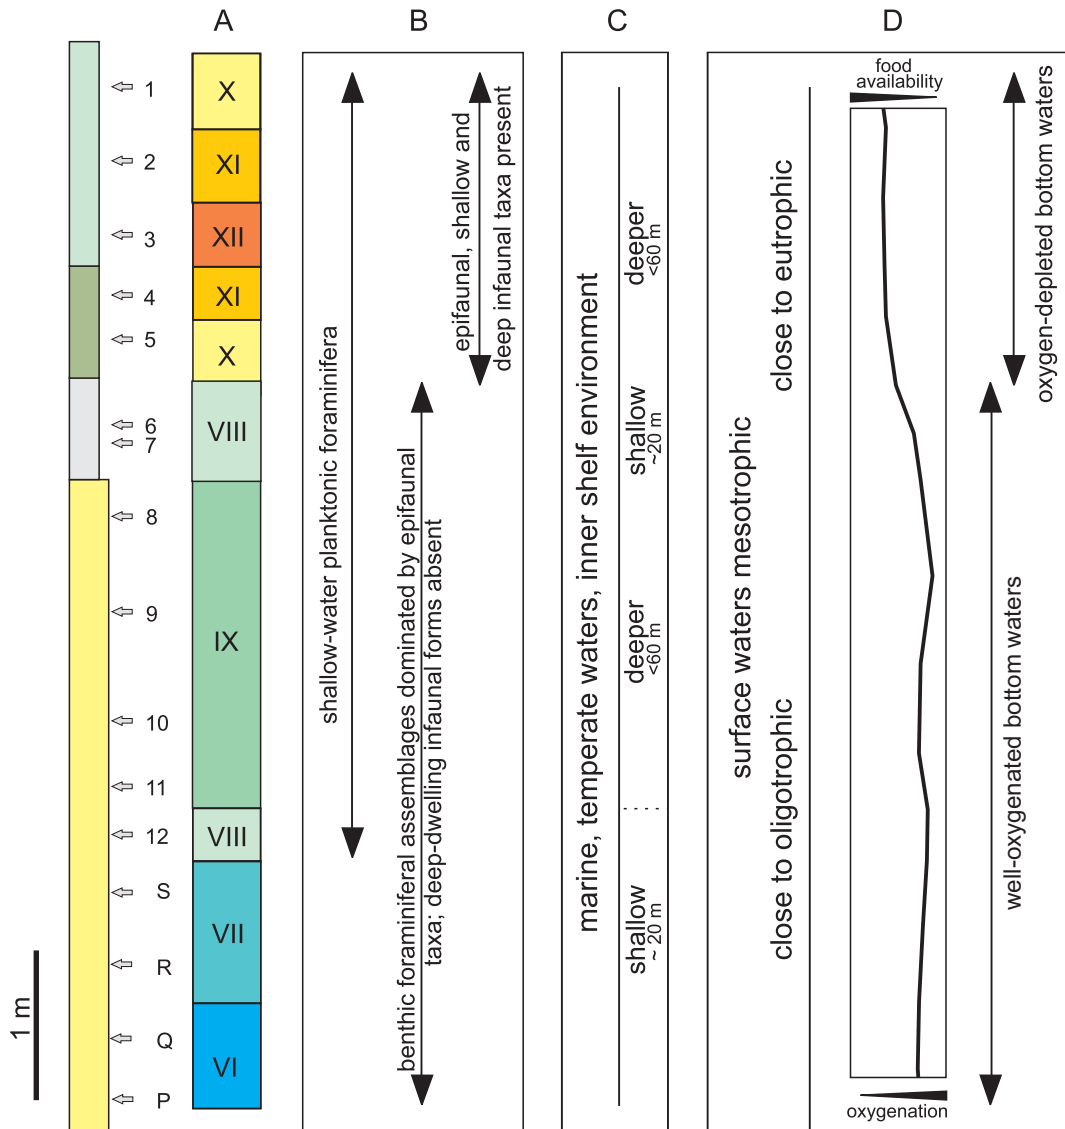 A
B
C
D
1
2
3
4
5
6
7
8
9
10
11
12
S
R
Q
P
1 m
X
XI
XII
XI
X
VIII
IX
VIII
VII
VI
shallow-water planktonic foraminifera
benthic foraminiferal assemblages dominated by epifaunal
taxa; deep-dwelling infaunal forms absent
epifaunal, shallow and
deep infaunal taxa present
marine, temperate waters, inner shelf environment
deeper
<60 m
shallow
~20 m
deeper
<60 m
shallow
~ 20 m
surface waters mesotrophic
close to eutrophic
close to oligotrophic
food
availability
oxygenation
oxygen-depleted bottom waters
well-oxygenated bottom waters